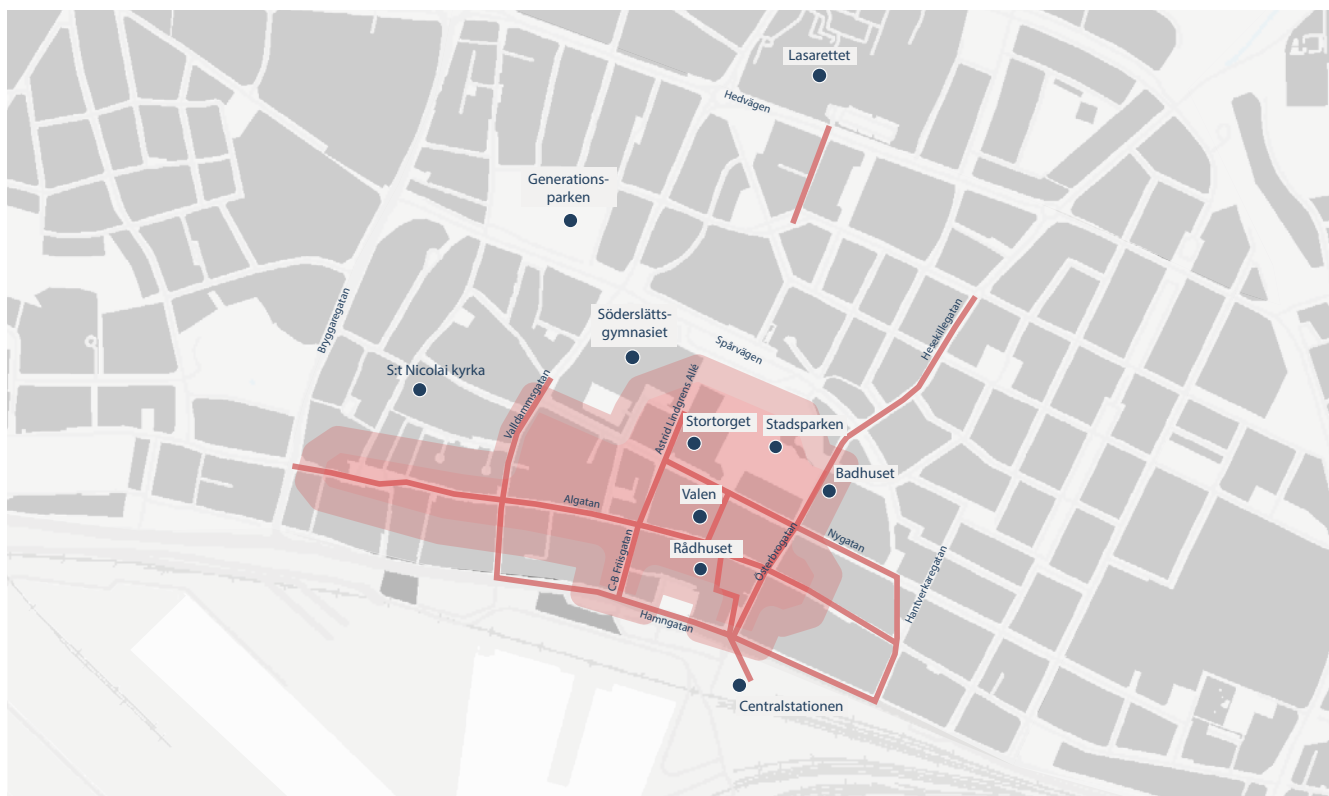 Lasarettet
Hedvägen
Generations-
parken
Bryggaregatan
Söderslätts-
gymnasiet
Spårvägen
Hesekillegatan
S:t Nicolai kyrka
Valldammsgatan
Astrid Lindgrens Allé
Stortorget
Stadsparken
Badhuset
Algatan
Valen
Nygatan
C-B Friisgatan
Rådhuset
Österbrogatan
Hantverkaregatan
Hamngatan
Centralstationen